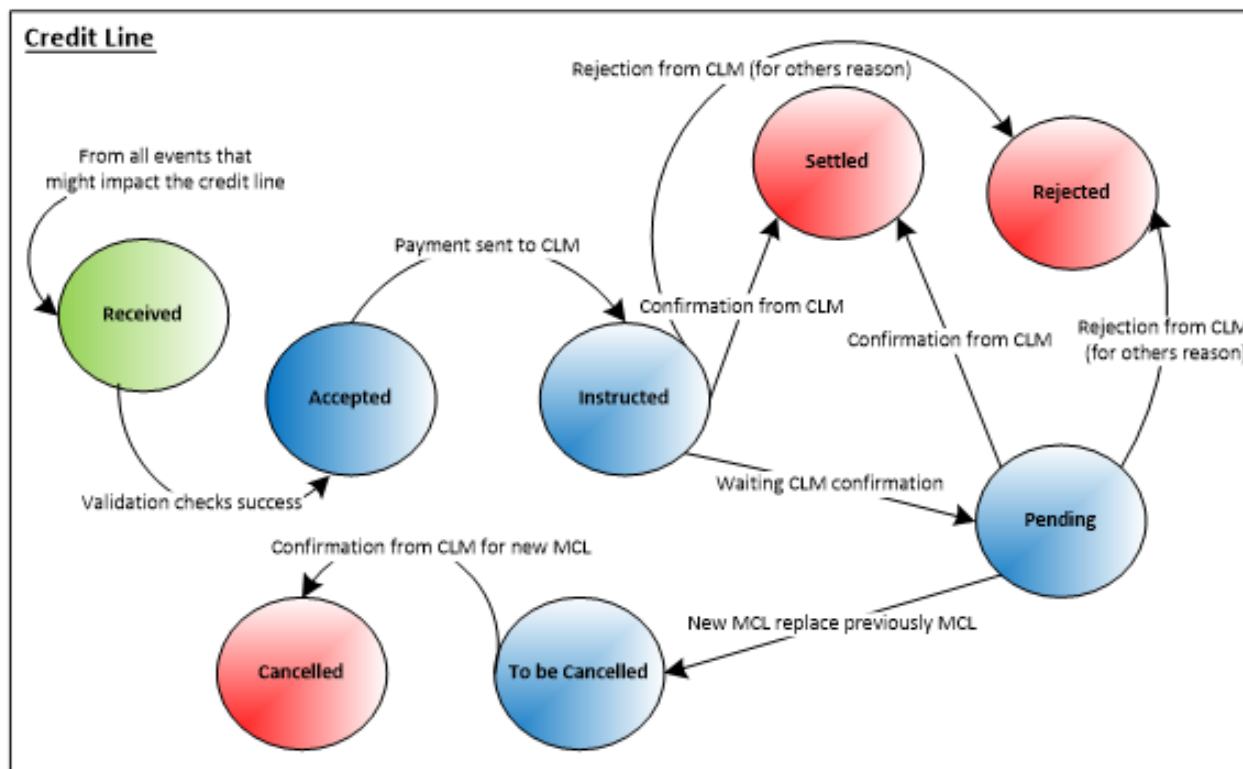 Credit Line
Rejection from CLM (for others reason)
From all events that
might impact the credit line
Settled
Rejected
Payment sent to CLM
Received
Confirmation from CLM
Confirmation from CLM
Rejection from CLM
(for others reason)
Accepted
Instructed
Validation checks success
Waiting CLM confirmation
Pending
Confirmation from CLM for new MCL
New MCL replace previously MCL
Cancelled
To be Cancelled